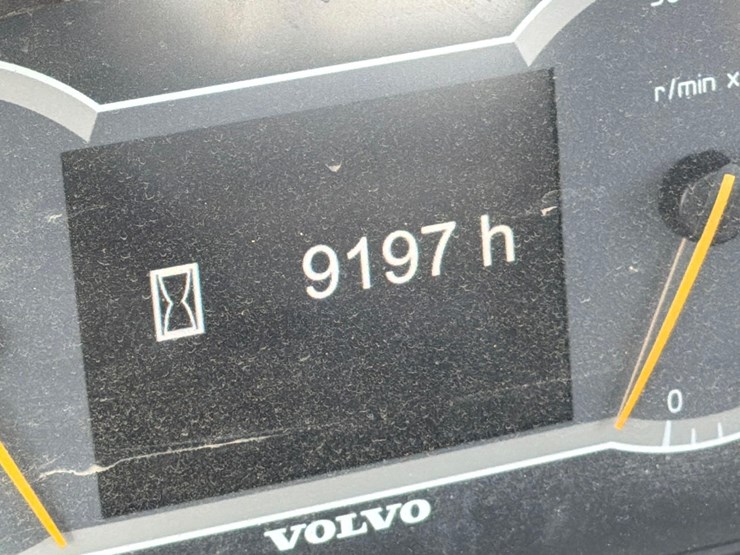 r/min x
9197 h
0
VOLVO